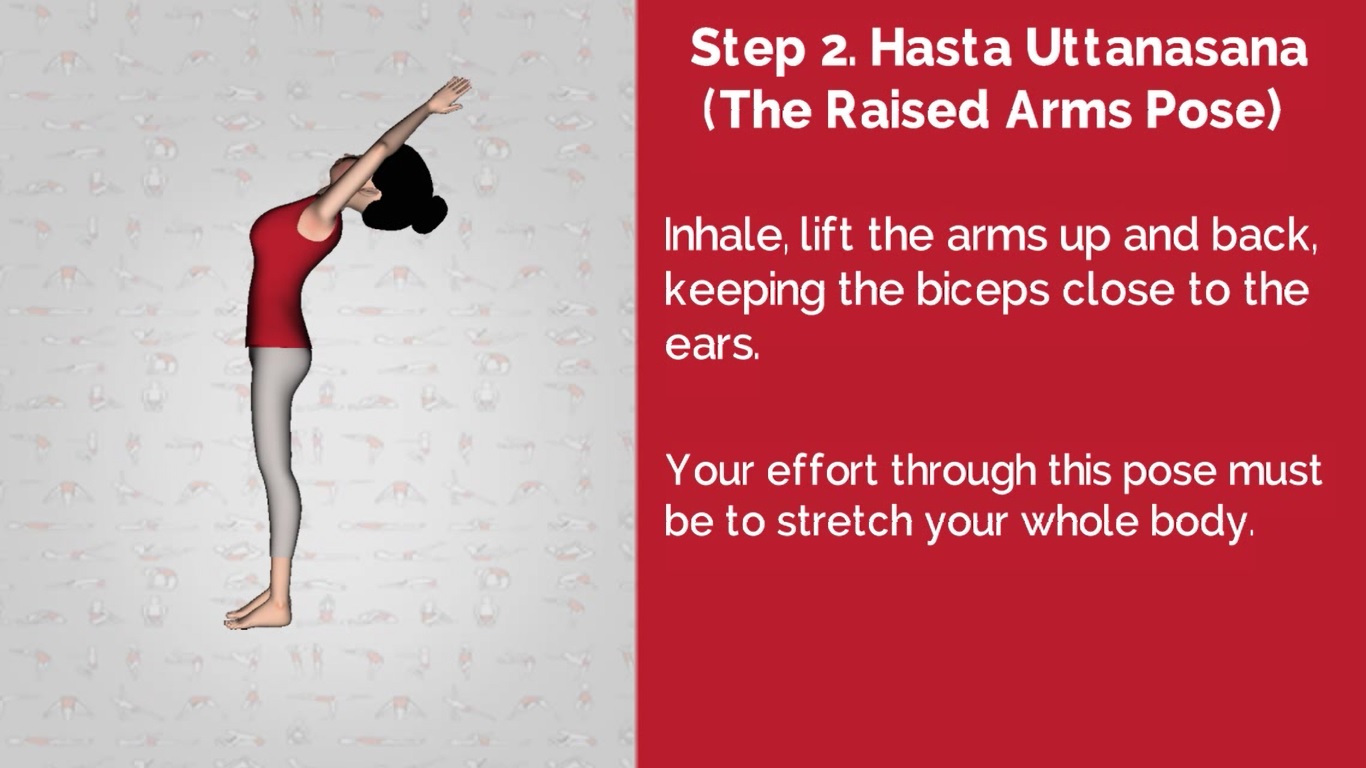 Step 2. Hasta Uttanasana
(The Raised Arms Pose)
Inhale, lift the arms up and back,
keeping the biceps close to the
ears.
Your effort through this pose must
be to stretch your whole body.